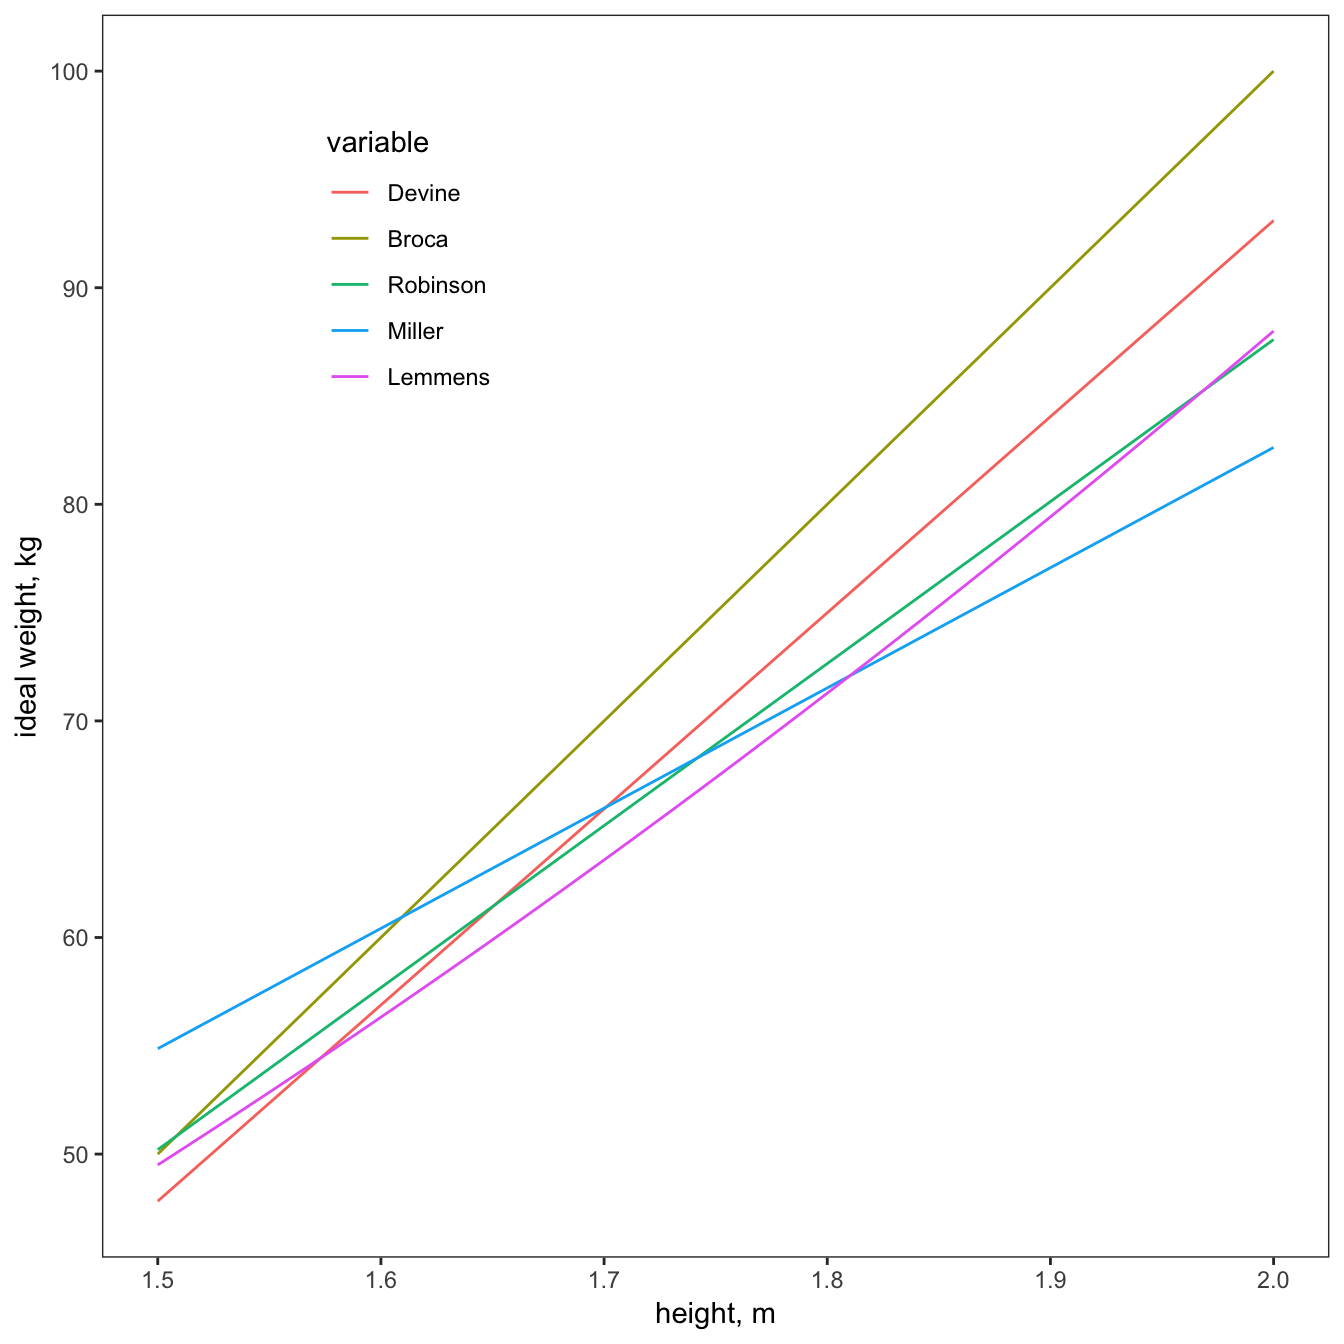 100
90
80
70
60
50
ideal weight, kg
variable
Devine
Broca
Robinson
Miller
Lemmens
1.5 1.6 1.7 1.8 1.9 2.0
height, m